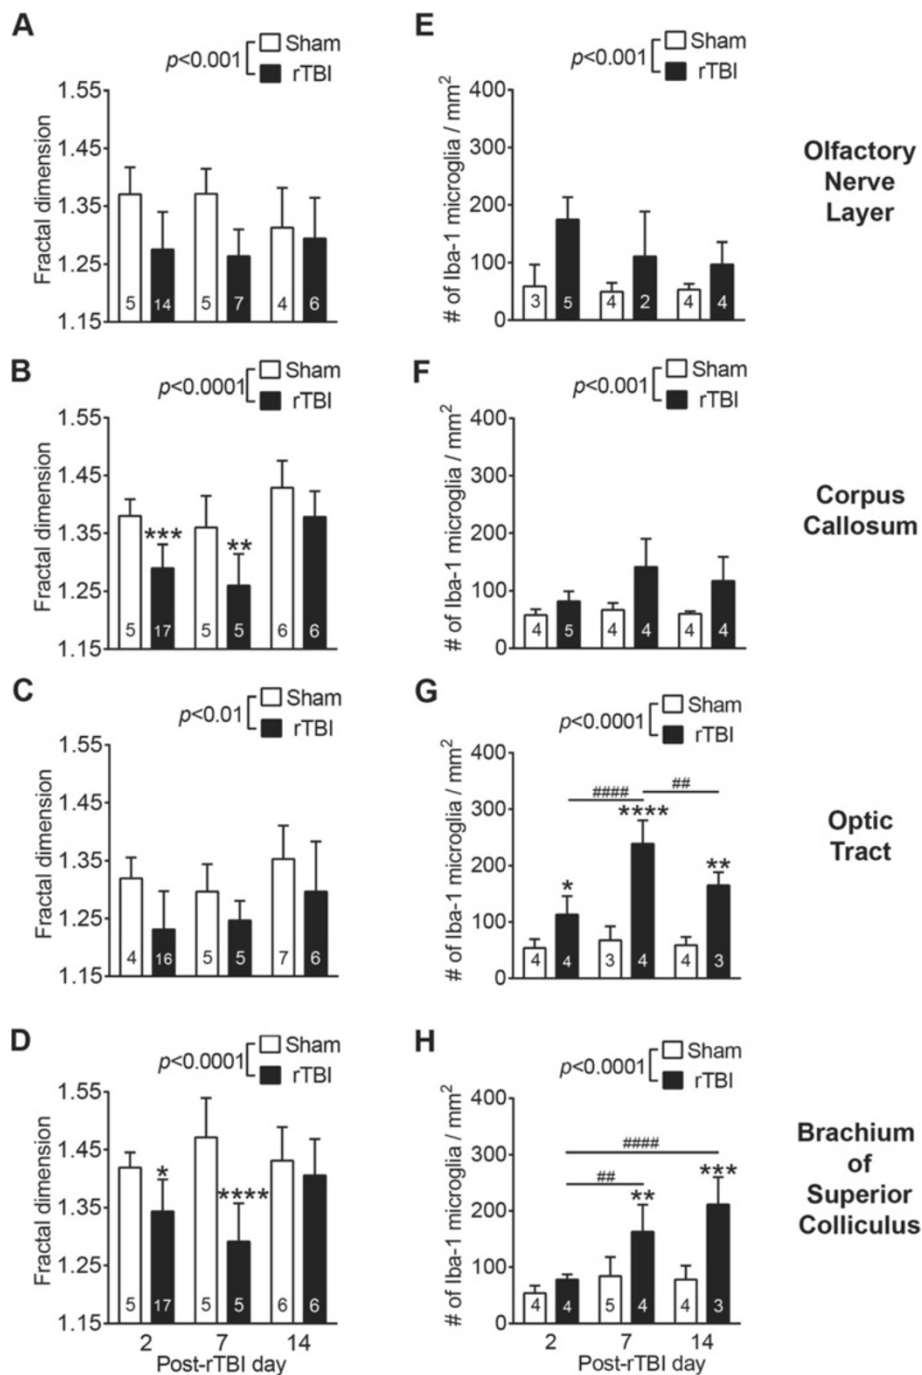 A
Sham
p<0.001
rTBI
Fractal dimension
1.55
1.45
1.35
1.25
1.15
5 14 5 7 4 6
E
Sham
p<0.001
rTBI
# of Iba-1 microglia / mm2
400
300
200
100
0
3 5 4 2 4 4
Olfactory
Nerve
Layer
B
Sham
p<0.0001
rTBI
Fractal dimension
1.55
1.45
1.35
1.25
1.15
*** **
5 17 5 5 6 6
F
Sham
p<0.001
rTBI
# of Iba-1 microglia / mm2
400
300
200
100
0
4 5 4 4 4 4
Corpus
Callosum
C
Sham
p<0.01
rTBI
Fractal dimension
1.55
1.45
1.35
1.25
1.15
4 16 5 5 7 6
G
Sham
p<0.0001
rTBI
# of Iba-1 microglia / mm2
400
300
200
100
0
#### ##
* **** **
4 4 3 4 4 3
Optic
Tract
D
Sham
p<0.0001
rTBI
Fractal dimension
1.55
1.45
1.35
1.25
1.15
* ****
5 17 5 5 6 6
2 7 14
Post-rTBI day
H
Sham
p<0.0001
rTBI
# of Iba-1 microglia / mm2
400
300
200
100
0
####
##
** ***
4 4 5 4 4 3
2 7 14
Post-rTBI day
Brachium
of
Superior
Colliculus